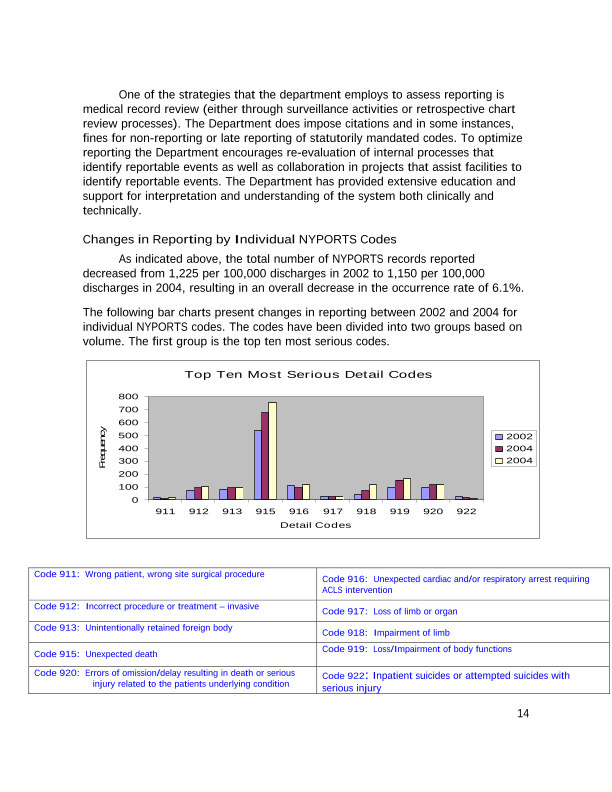 One of the strategies that the department employs to assess reporting is
medical record review (either through surveillance activities or retrospective chart
review processes). The Department does impose citations and in some instances,
fines for non-reporting or late reporting of statutorily mandated codes. To optimize
reporting the Department encourages re-evaluation of internal processes that
identify reportable events as well as collaboration in projects that assist facilities to
identify reportable events. The Department has provided extensive education and
support for interpretation and understanding of the system both clinically and
technically.
Changes in Reporting by Individual NYPORTS Codes
As indicated above, the total number of NYPORTS records reported
decreased from 1,225 per 100,000 discharges in 2002 to 1,150 per 100,000
discharges in 2004, resulting in an overall decrease in the occurrence rate of 6.1%.
The following bar charts present changes in reporting between 2002 and 2004 for
individual NYPORTS codes. The codes have been divided into two groups based on
volume. The first group is the top ten most serious codes.
Top Ten Most Serious Detail Codes
800
700
600
500
400
300
200
100
0
Frequency
911 912 913 915 916 917 918 919 920 922
Detail Codes
2002
2004
2004
Code 911: Wrong patient, wrong site surgical procedure
Code 916: Unexpected cardiac and/or respiratory arrest requiring
ACLS intervention
Code 912: Incorrect procedure or treatment – invasive
Code 917: Loss of limb or organ
Code 913: Unintentionally retained foreign body
Code 918: Impairment of limb
Code 915: Unexpected death
Code 919: Loss/Impairment of body functions
Code 920: Errors of omission/delay resulting in death or serious
injury related to the patients underlying condition
Code 922: Inpatient suicides or attempted suicides with
serious injury
14